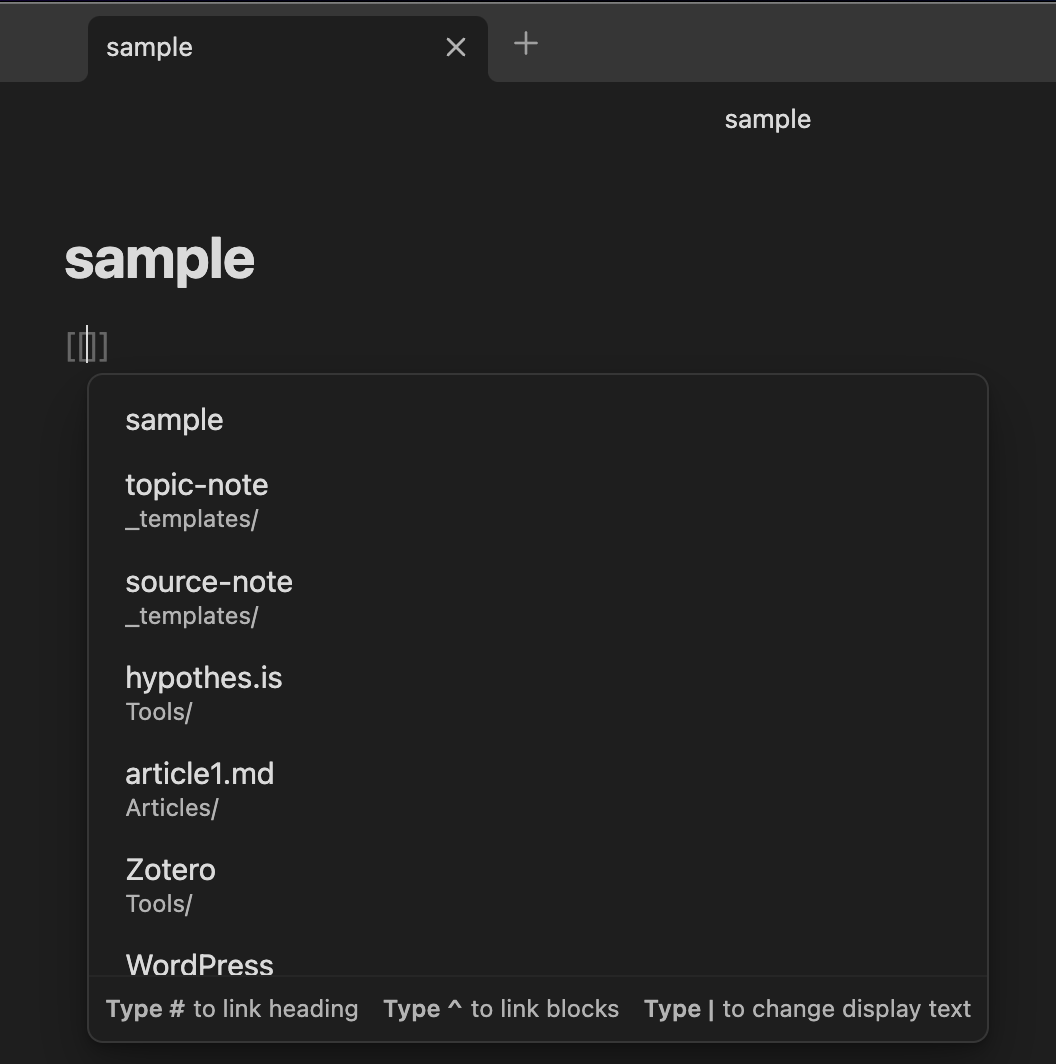 sample
sample
sample
[[]]
sample
topic-note
_templates/
source-note
_templates/
hypothes.is
Tools/
article1.md
Articles/
Zotero
Tools/
WordPress
Type # to link heading Type ^ to link blocks Type | to change display text